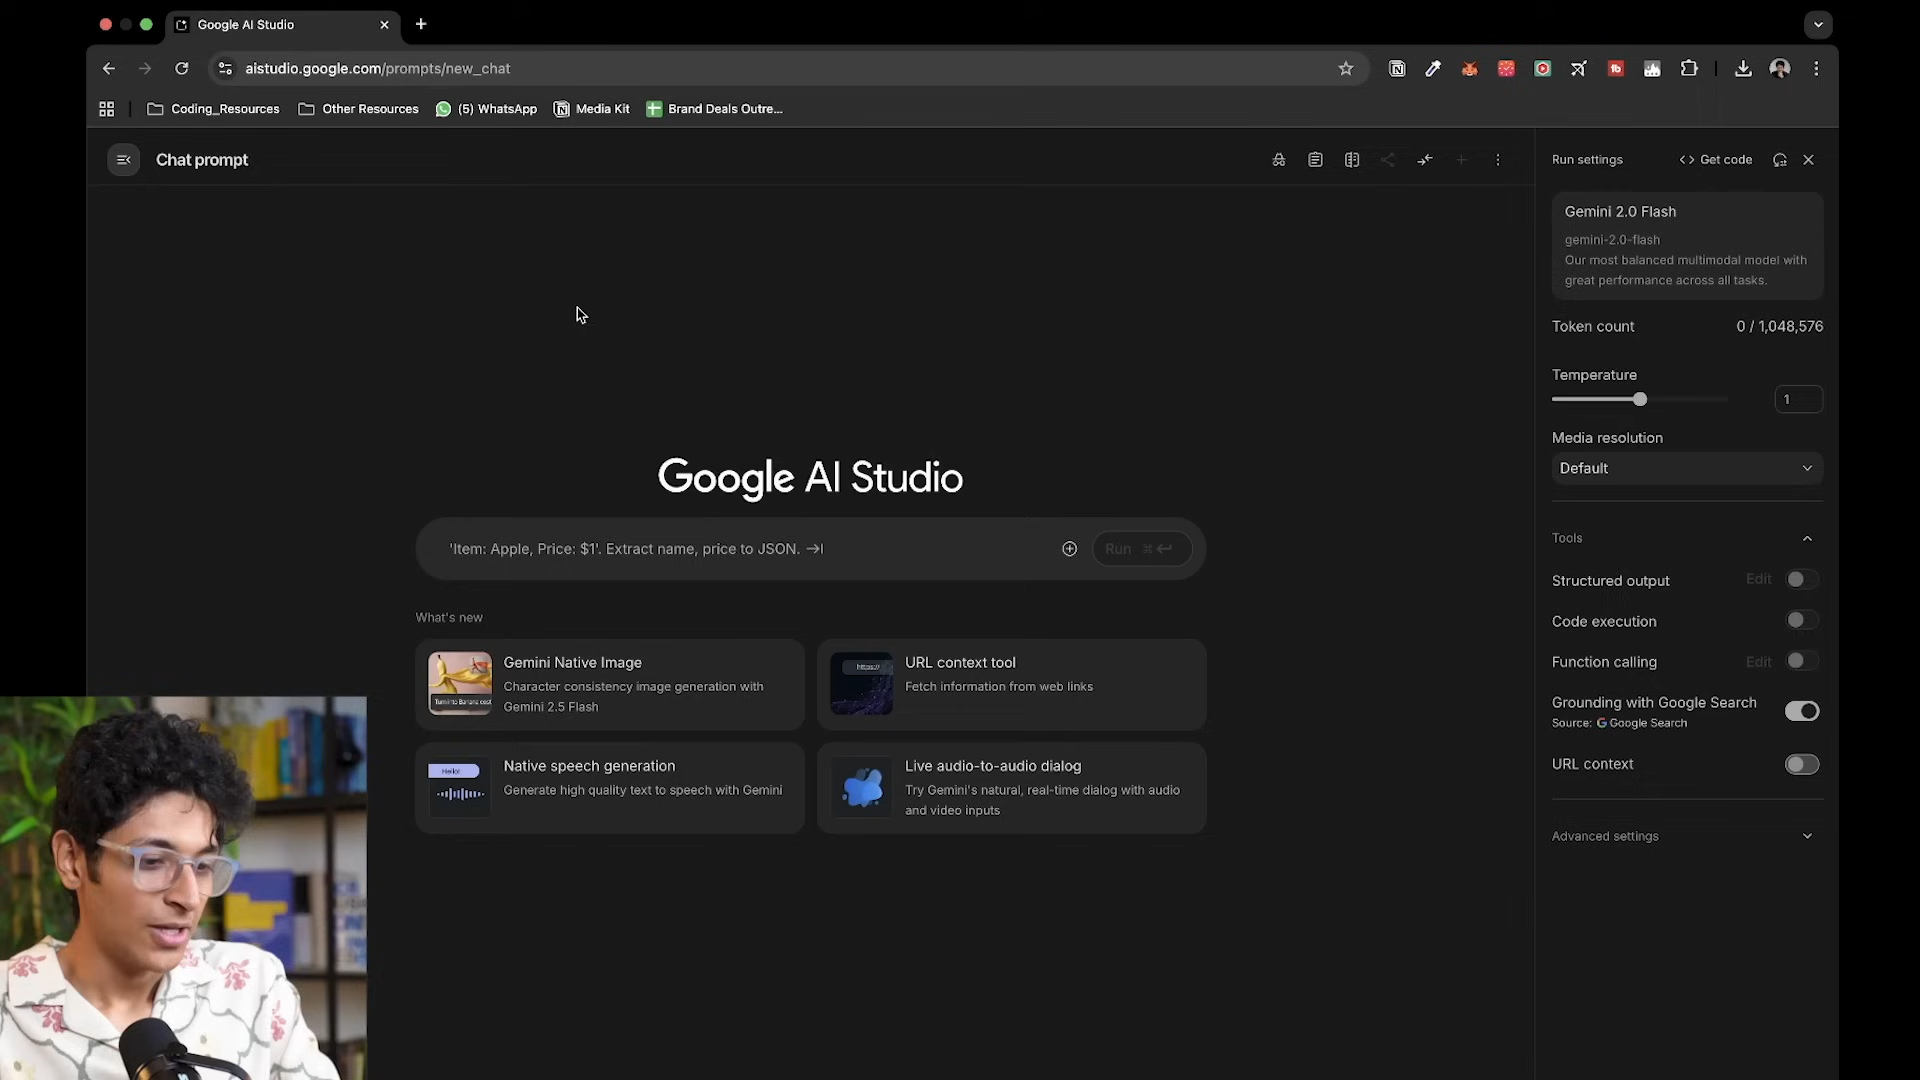 Google AI Studio
aistudio.google.com/prompts/new_chat
Coding_Resources
Other Resources
(5) WhatsApp
Media Kit
Brand Deals Outre...
Chat prompt
Google AI Studio
'Item: Apple, Price: $1'. Extract name, price to JSON.
Run ⌘
What's new
Gemini Native Image
Character consistency image generation with
Gemini 2.5 Flash
URL context tool
Fetch information from web links
https://
Native speech generation
Generate high quality text to speech with Gemini
Hello!
Live audio-to-audio dialog
Try Gemini's natural, real-time dialog with audio
and video inputs
Run settings
<> Get code
Gemini 2.0 Flash
gemini-2.0-flash
Our most balanced multimodal model with
great performance across all tasks.
Token count 0 / 1,048,576
Temperature
1
Media resolution
Default
Tools
Structured output Edit
Code execution
Function calling Edit
Grounding with Google Search
Source: G Google Search
URL context
Advanced settings